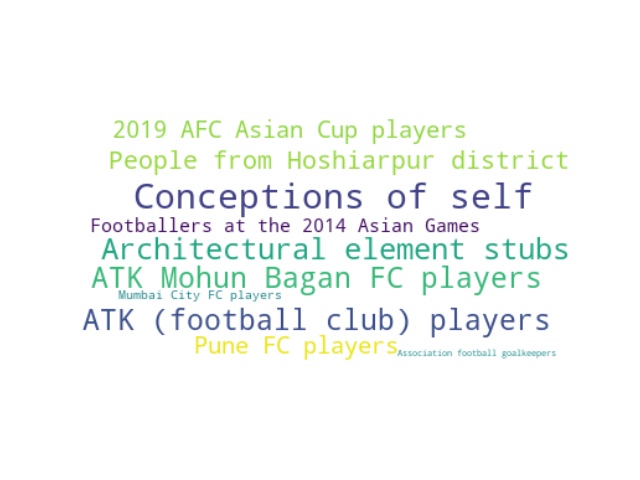 2019 AFC Asian Cup players
People from Hoshiarpur district
Conceptions of self
Footballers at the 2014 Asian Games
Architectural element stubs
ATK Mohun Bagan FC players
Mumbai City FC players
ATK (football club) players
Pune FC players
Association football goalkeepers